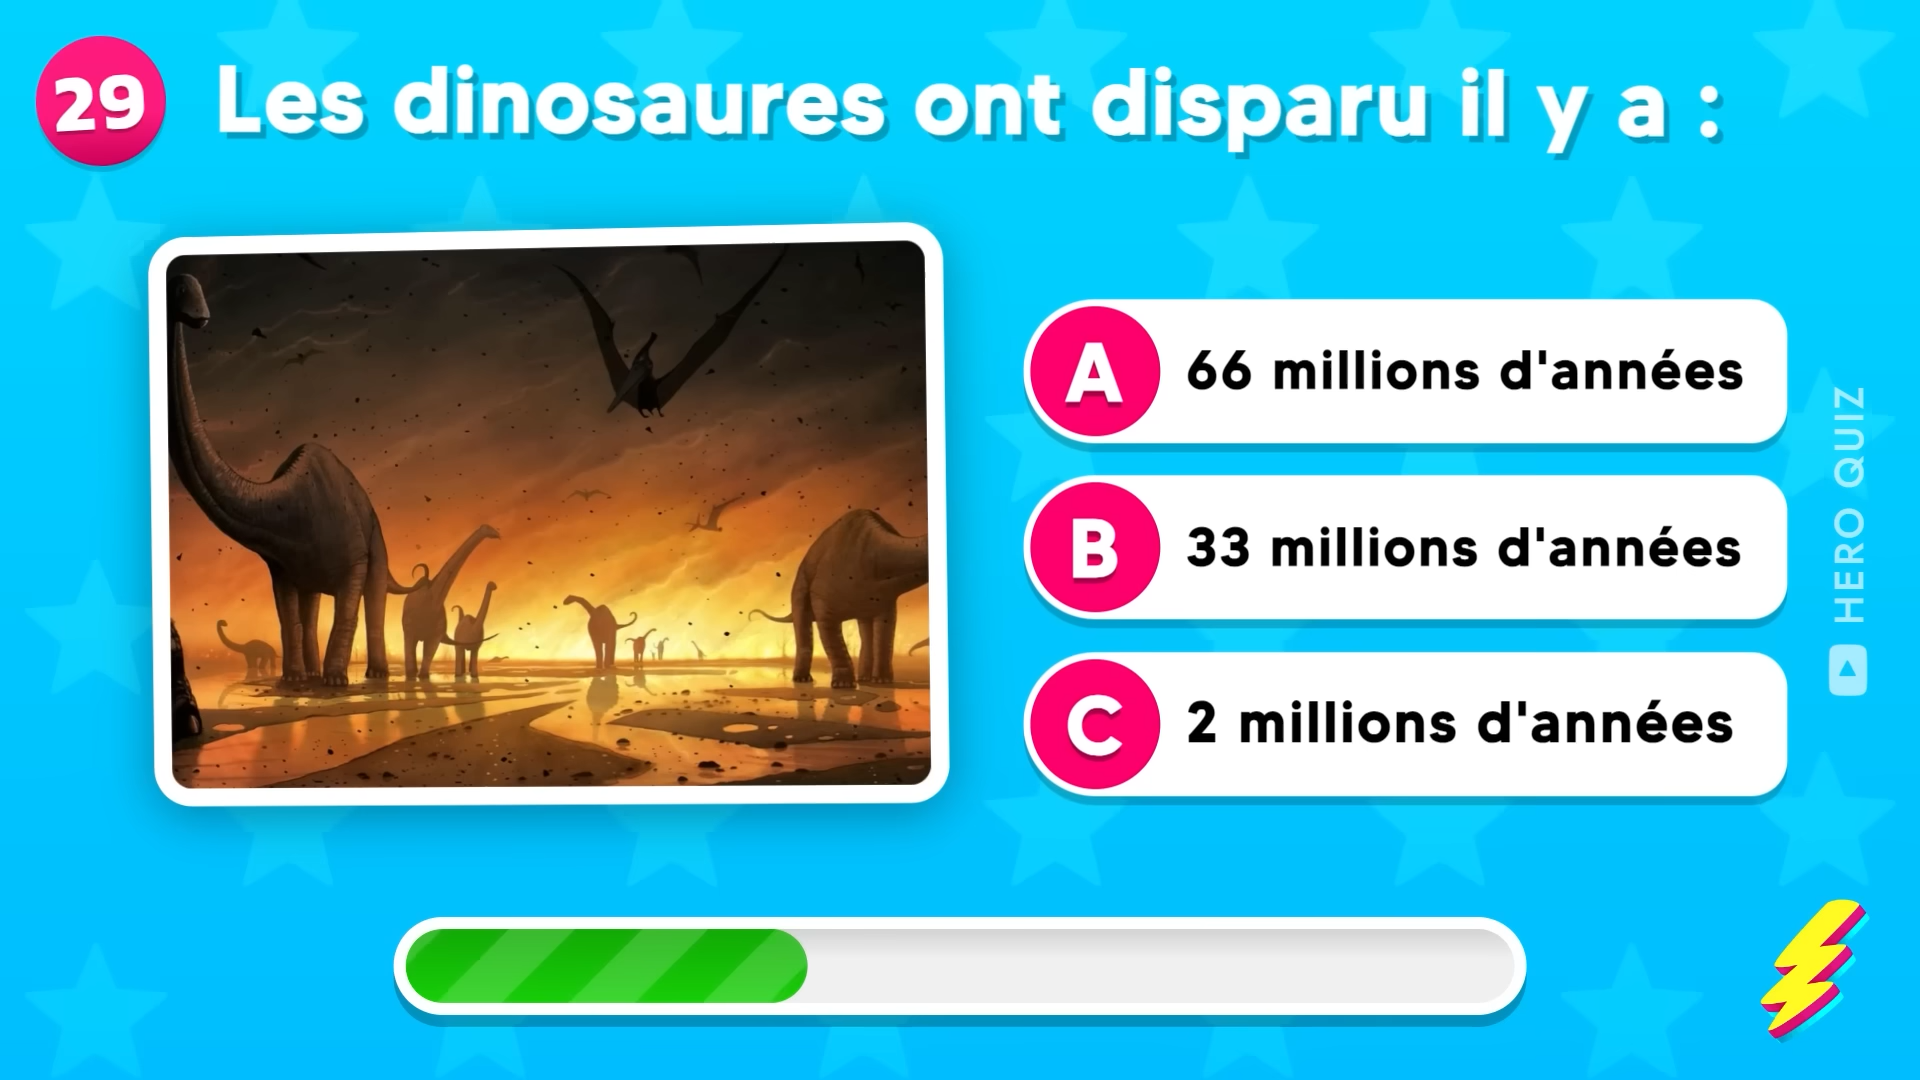 29
Les dinosaures ont disparu il y a :
A
66 millions d'années
B
33 millions d'années
C
2 millions d'années
HERO QUIZ